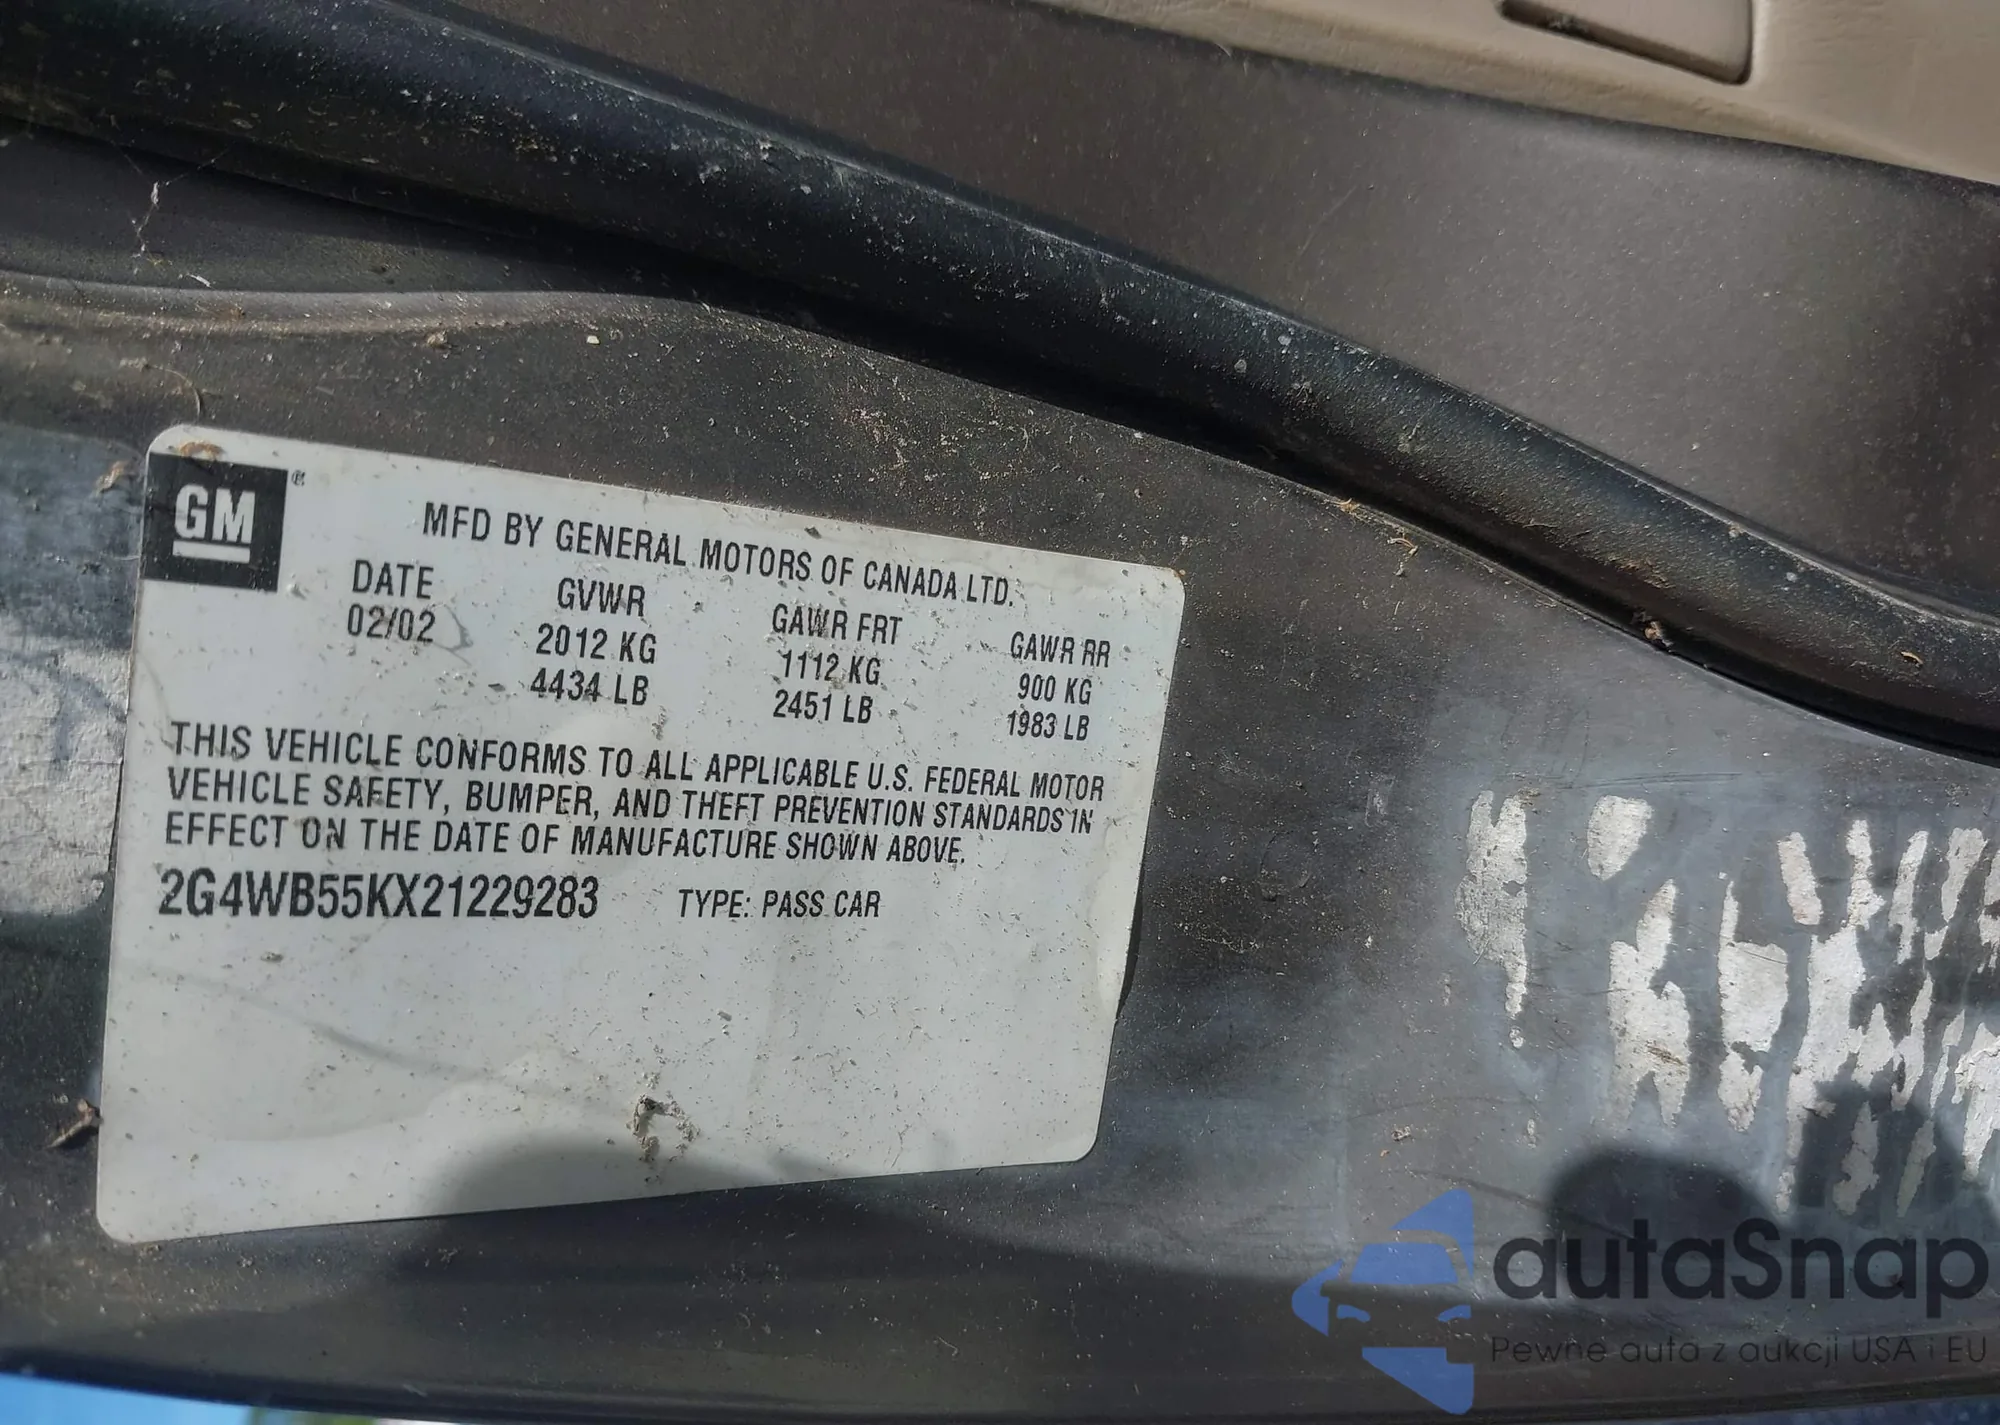 GM
MFD BY GENERAL MOTORS OF CANADA LTD.
DATE GVWR GAWR FRT GAWR RR
02/02 2012 KG 1112 KG 900 KG
4434 LB 2451 LB 1983 LB
THIS VEHICLE CONFORMS TO ALL APPLICABLE U.S. FEDERAL MOTOR
VEHICLE SAFETY, BUMPER, AND THEFT PREVENTION STANDARDS IN
EFFECT ON THE DATE OF MANUFACTURE SHOWN ABOVE.
2G4WB55KX21229283 TYPE: PASS CAR
autaSnap
Pewne auta z aukcji USA i EU